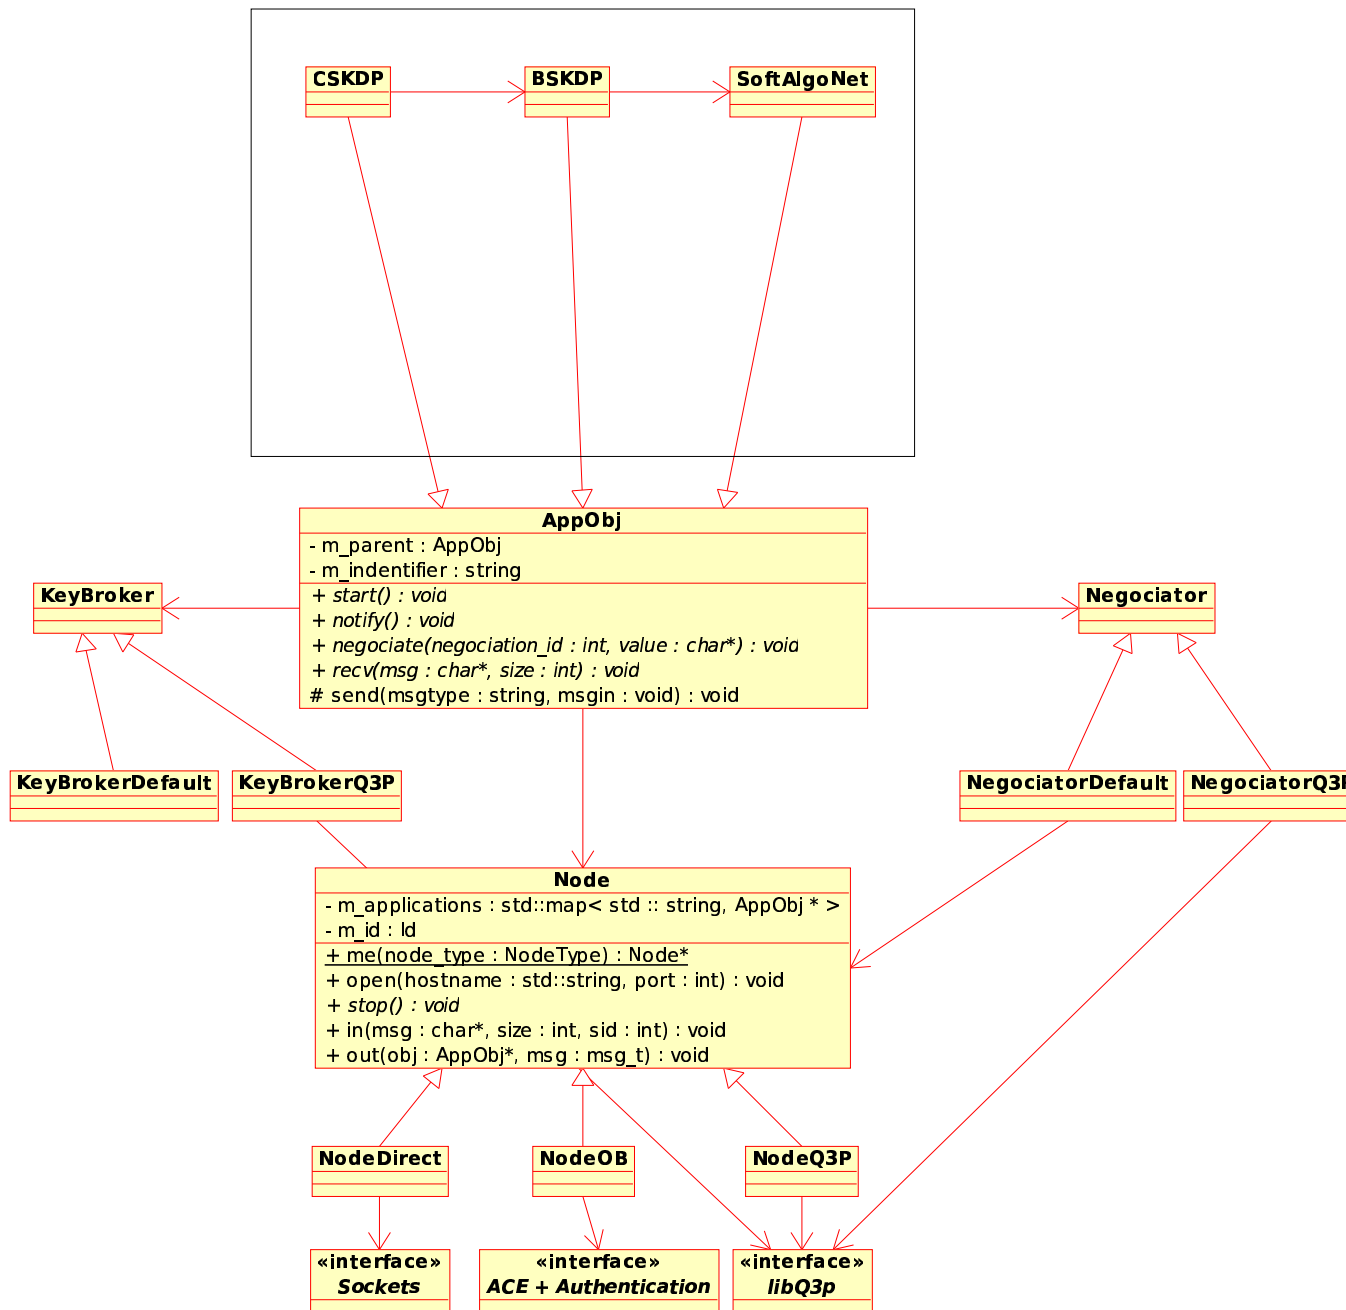 CSKDP
BSKDP
SoftAlgoNet
AppObj
- m_parent : AppObj
- m_indentifier : string
+ start() : void
+ notify() : void
+ negociate(negociation_id : int, value : char*) : void
+ recv(msg : char*, size : int) : void
# send(msgtype : string, msgin : void) : void
KeyBroker
Negociator
KeyBrokerDefault
KeyBrokerQ3P
NegociatorDefault
NegociatorQ3P
Node
- m_applications : std::map< std :: string, AppObj * >
- m_id : Id
+ me(node_type : NodeType) : Node*
+ open(hostname : std::string, port : int) : void
+ stop() : void
+ in(msg : char*, size : int, sid : int) : void
+ out(obj : AppObj*, msg : msg_t) : void
NodeDirect
NodeOB
NodeQ3P
«interface»
Sockets
«interface»
ACE + Authentication
«interface»
libQ3p